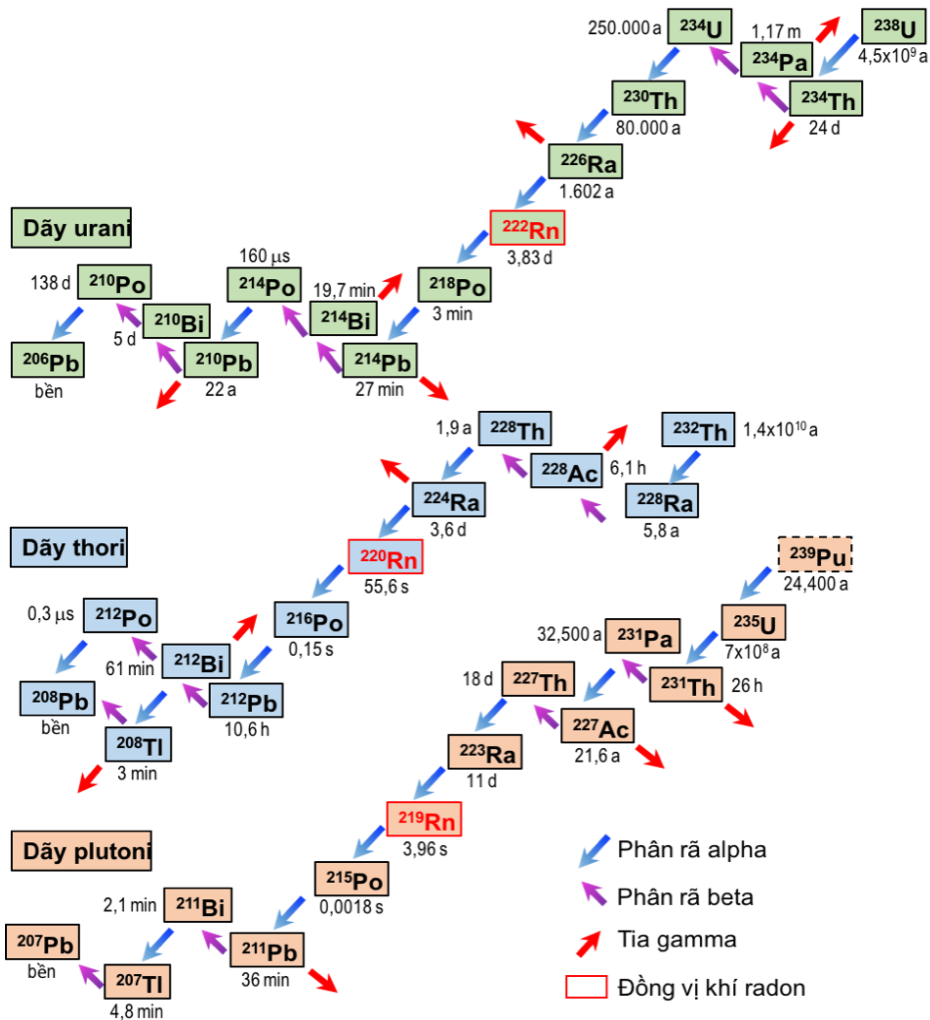 250.000 a
²³⁴U
1,17 m
²³⁸U
²³⁴Pa
4,5x10⁹ a
²³⁰Th
²³⁴Th
80.000 a
24 d
²²⁶Ra
1.602 a
Dãy urani
²²²Rn
3,83 d
160 μs
138 d
²¹⁰Po
²¹⁴Po
19,7 min
²¹⁸Po
²¹⁰Bi
²¹⁴Bi
3 min
5 d
²⁰⁶Pb
²¹⁰Pb
²¹⁴Pb
bền
22 a
27 min
1,9 a
²²⁸Th
²³²Th
1,4x10¹⁰ a
²²⁸Ac
6,1 h
²²⁴Ra
²²⁸Ra
3,6 d
5,8 a
Dãy thori
²²⁰Rn
²³⁹Pu
55,6 s
24,400 a
0,3 μs
²¹²Po
²¹⁶Po
0,15 s
32,500 a
²³¹Pa
²³⁵U
7x10⁸ a
61 min
²¹²Bi
18 d
²²⁷Th
²³¹Th
26 h
²⁰⁸Pb
²¹²Pb
bền
10,6 h
²²⁷Ac
21,6 a
²⁰⁸Tl
3 min
²²³Ra
11 d
²¹⁹Rn
3,96 s
Dãy plutoni
Phân rã alpha
²¹⁵Po
0,0018 s
2,1 min
²¹¹Bi
Phân rã beta
²⁰⁷Pb
²¹¹Pb
Tia gamma
bền
36 min
²⁰⁷Tl
4,8 min
Đồng vị khí radon